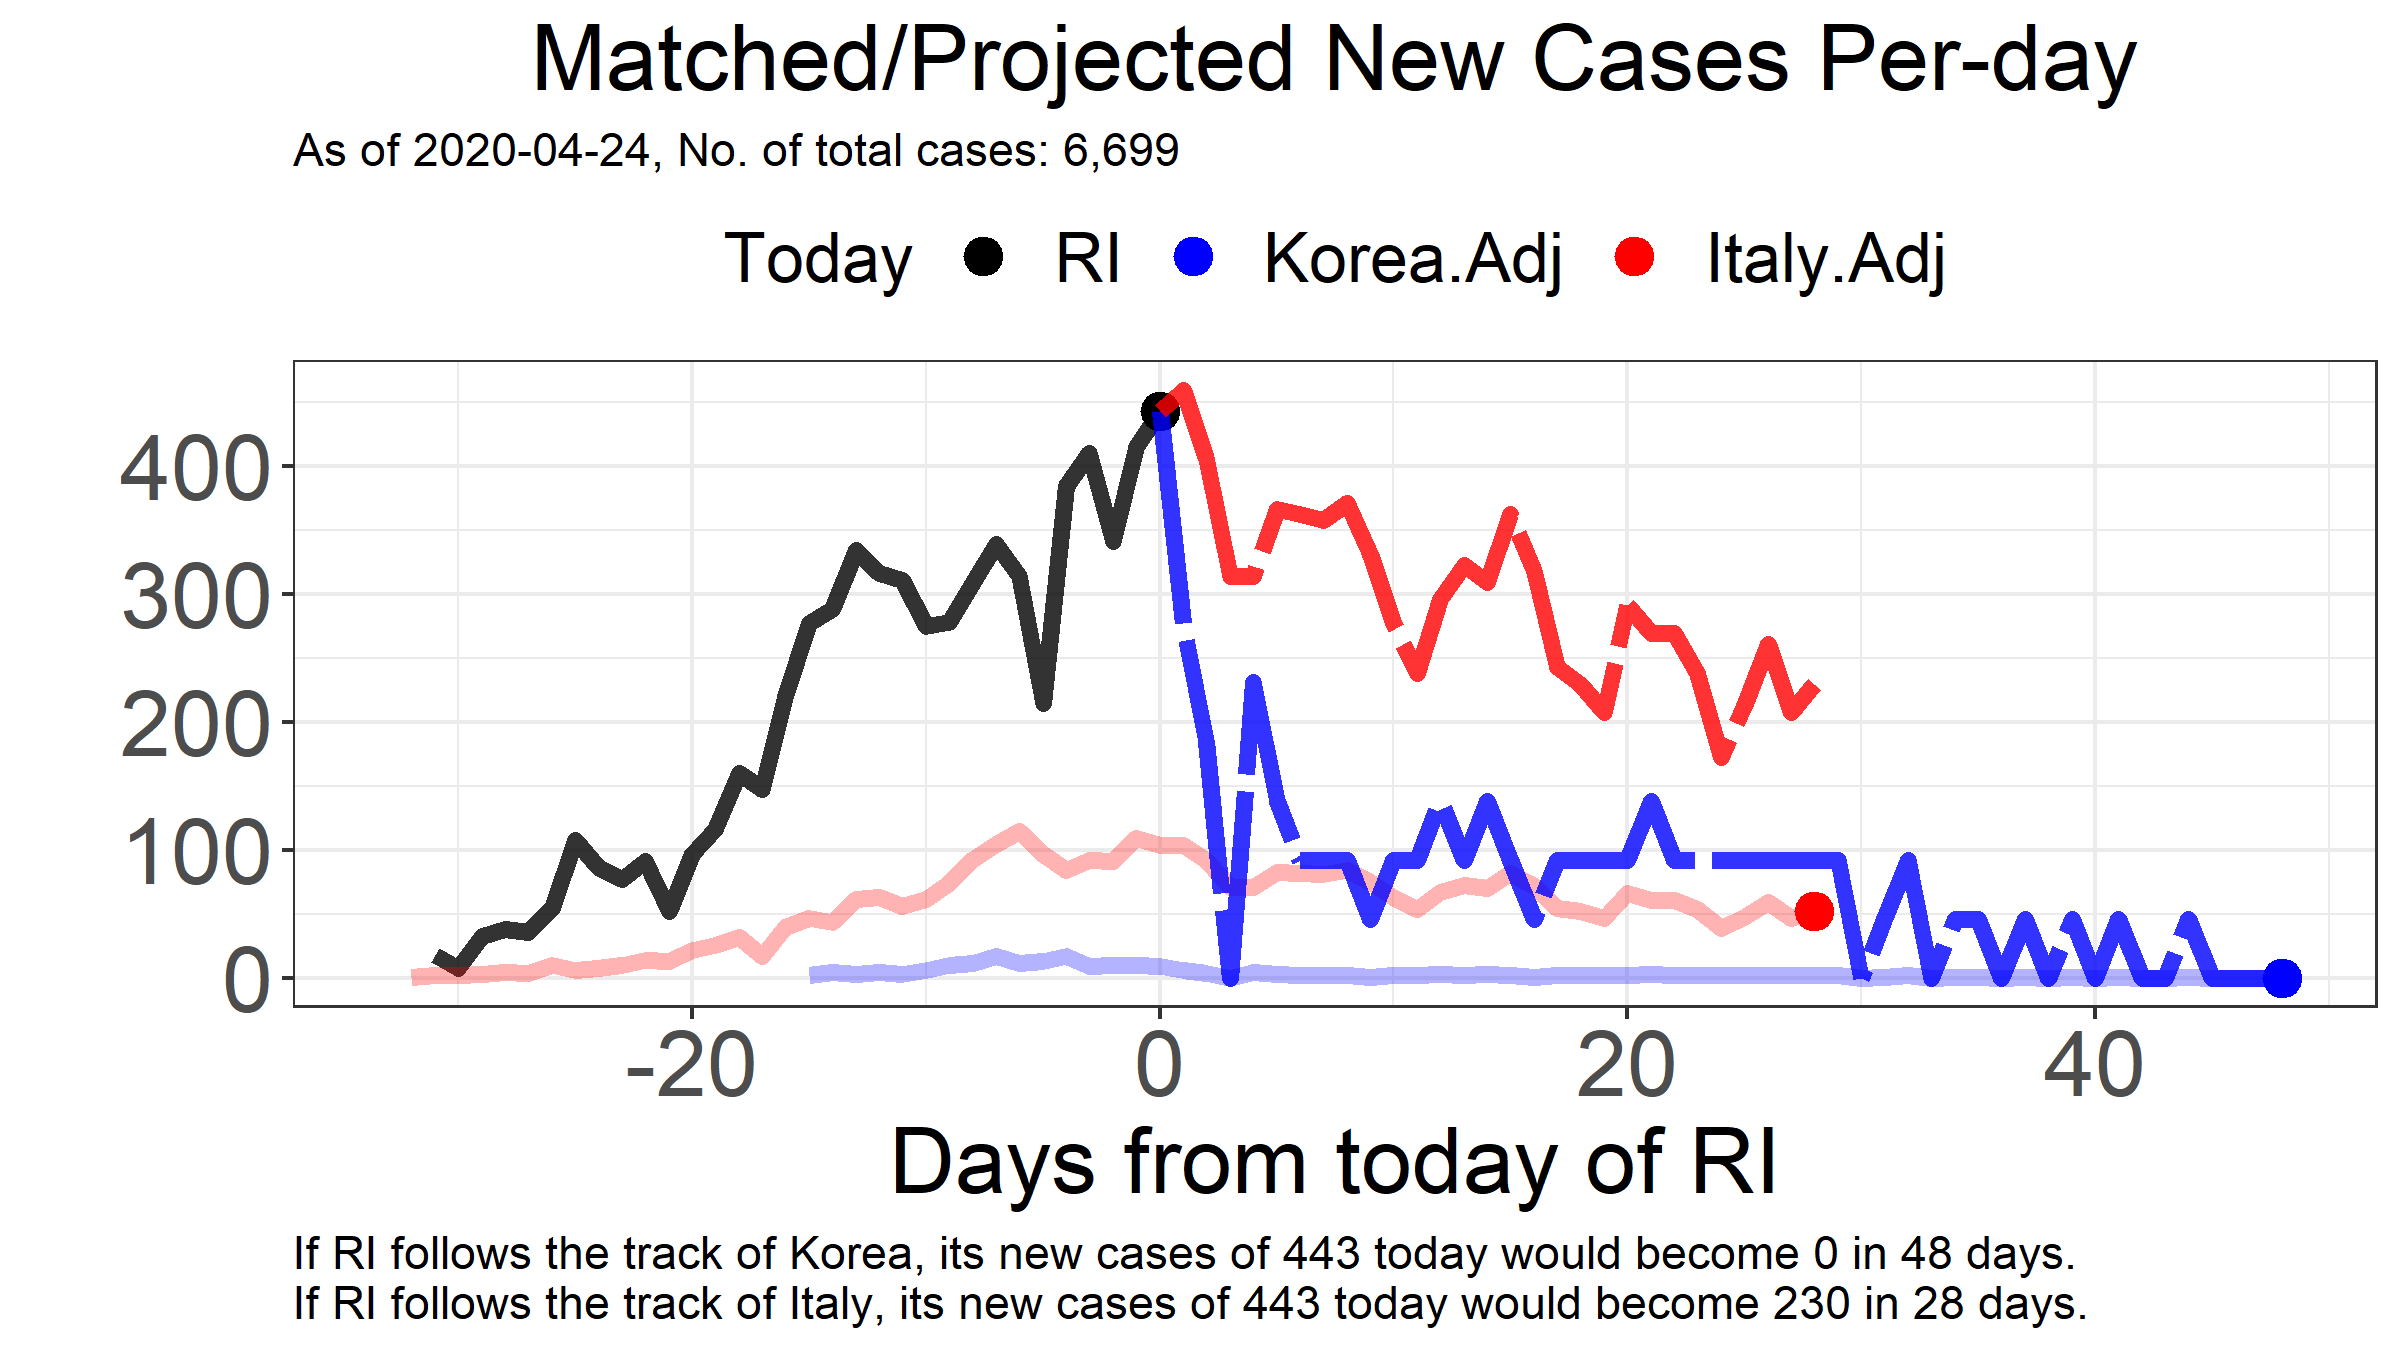 Matched/Projected New Cases Per-day
As of 2020-04-24, No. of total cases: 6,699
Today RI Korea.Adj Italy.Adj
400
300
200
100
0
-20 0 20 40
Days from today of RI
If RI follows the track of Korea, its new cases of 443 today would become 0 in 48 days.
If RI follows the track of Italy, its new cases of 443 today would become 230 in 28 days.